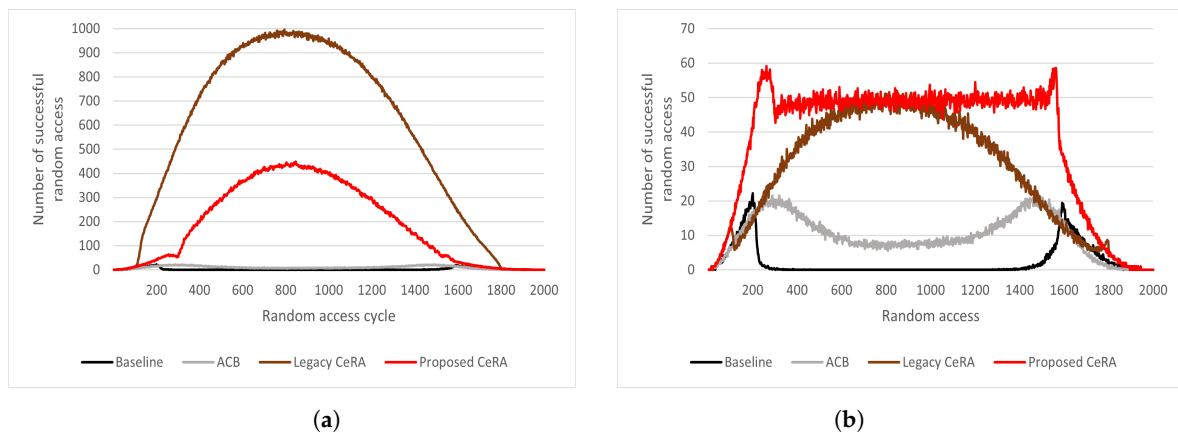 1000
900
800
700
600
500
400
300
200
100
0
Number of successful
random access
200 400 600 800 1000 1200 1400 1600 1800 2000
Random access cycle
Baseline ACB Legacy CeRA Proposed CeRA
(a)
70
60
50
40
30
20
10
0
Number of successful
random access
200 400 600 800 1000 1200 1400 1600 1800 2000
Random access
Baseline ACB Legacy CeRA Proposed CeRA
(b)